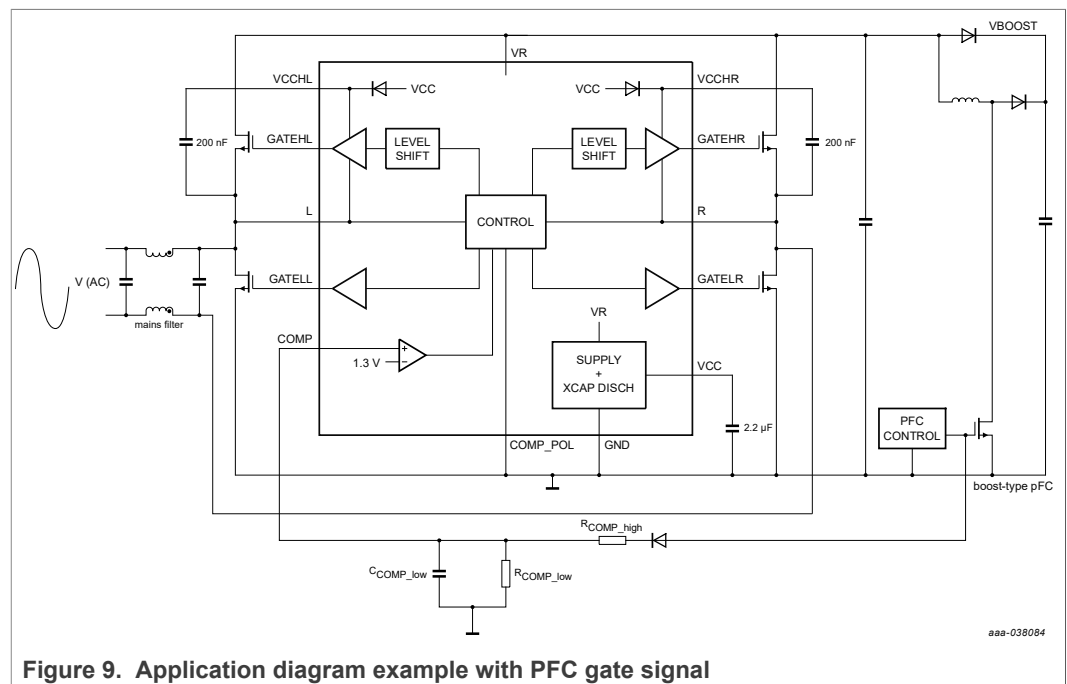 VBOOST
VR
VCCHL
VCC
VCC
VCCHR
200 nF
GATEHL
LEVEL
SHIFT
LEVEL
SHIFT
GATEHR
200 nF
L
CONTROL
R
V (AC)
mains filter
GATELL
GATELR
COMP
1.3 V
+
−
VR
SUPPLY
+
XCAP DISCH
VCC
2.2 µF
PFC
CONTROL
COMP_POL
GND
boost-type pFC
RCOMP_high
CCOMP_low
RCOMP_low
aaa-038084
Figure 9. Application diagram example with PFC gate signal